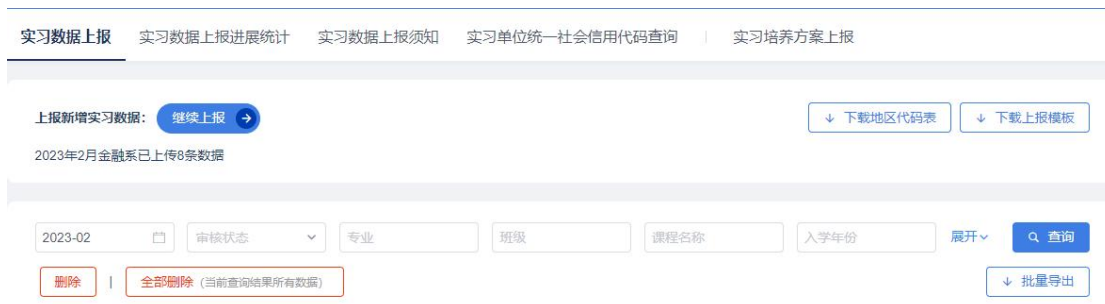 实习数据上报 实习数据上报进展统计 实习数据上报须知 实习单位统一社会信用代码查询 | 实习培养方案上报
上报新增实习数据： 继续上报 下载地区代码表 下载上报模板
2023年2月金融系已上传8条数据
2023-02 审核状态 专业 班级 课程名称 入学年份 展开 查询
删除 | 全部删除（当前查询结果所有数据） 批量导出